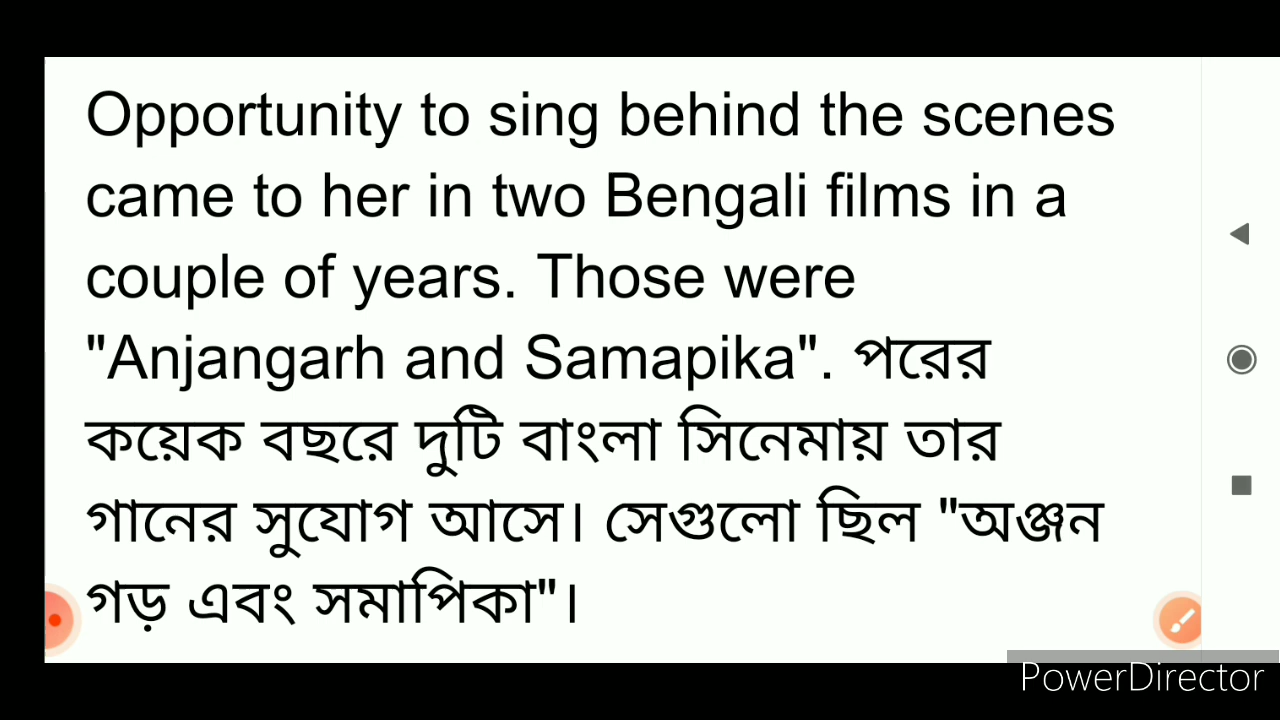 Opportunity to sing behind the scenes
came to her in two Bengali films in a
couple of years. Those were
"Anjangarh and Samapika". পরের
কয়েক বছরে দুটি বাংলা সিনেমায় তার
গানের সুযোগ আসে। সেগুলো ছিল "অঞ্জন
গড় এবং সমাপিকা"।
PowerDirector